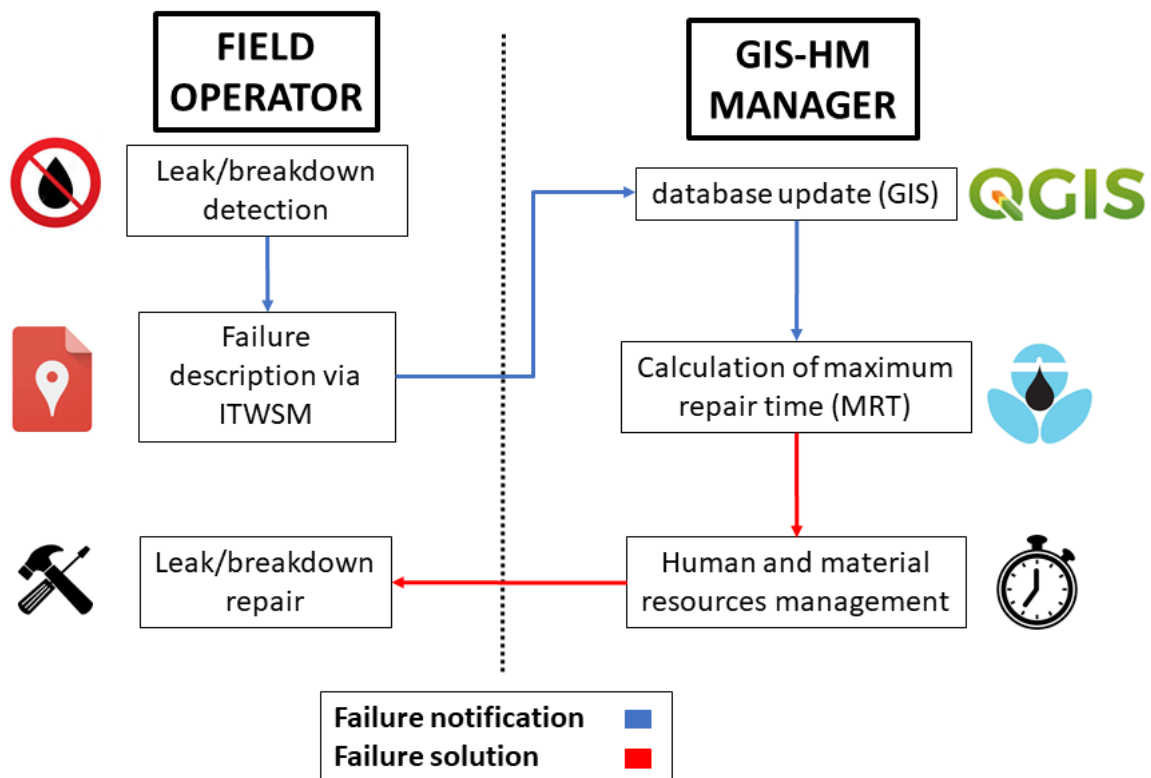 FIELD
OPERATOR
Leak/breakdown
detection
Failure
description via
ITWSM
Leak/breakdown
repair
GIS-HM
MANAGER
database update (GIS)
QGIS
Calculation of maximum
repair time (MRT)
Human and material
resources management
Failure notification
Failure solution